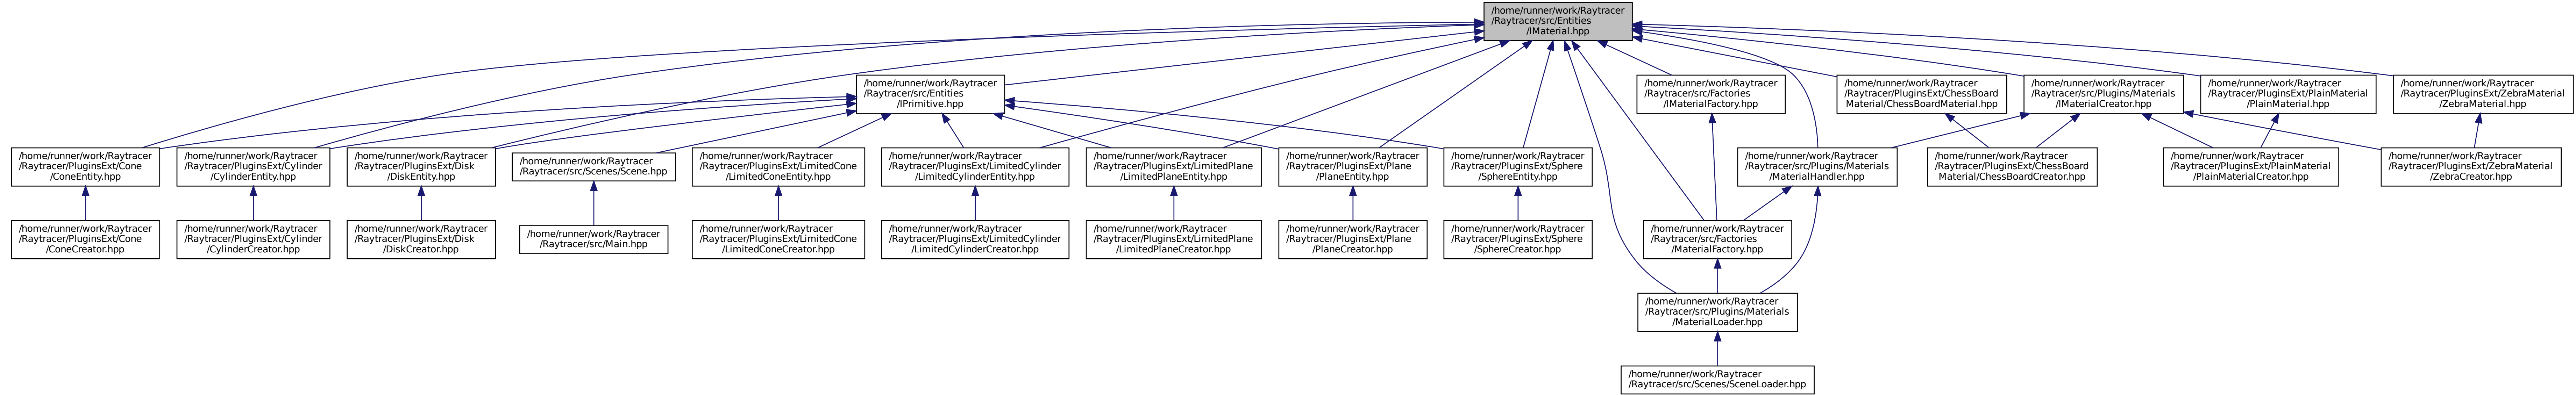 /home/runner/work/Raytracer
/Raytracer/src/Entities
/IMaterial.hpp
/home/runner/work/Raytracer
/Raytracer/src/Entities
/IPrimitive.hpp
/home/runner/work/Raytracer
/Raytracer/src/Factories
/IMaterialFactory.hpp
/home/runner/work/Raytracer
/Raytracer/PluginsExt/ChessBoard
Material/ChessBoardMaterial.hpp
/home/runner/work/Raytracer
/Raytracer/src/Plugins/Materials
/IMaterialCreator.hpp
/home/runner/work/Raytracer
/Raytracer/PluginsExt/PlainMaterial
/PlainMaterial.hpp
/home/runner/work/Raytracer
/Raytracer/PluginsExt/ZebraMaterial
/ZebraMaterial.hpp
/home/runner/work/Raytracer
/Raytracer/PluginsExt/Cone
/ConeEntity.hpp
/home/runner/work/Raytracer
/Raytracer/PluginsExt/Cylinder
/CylinderEntity.hpp
/home/runner/work/Raytracer
/Raytracer/PluginsExt/Disk
/DiskEntity.hpp
/home/runner/work/Raytracer
/Raytracer/src/Scenes/Scene.hpp
/home/runner/work/Raytracer
/Raytracer/PluginsExt/LimitedCone
/LimitedConeEntity.hpp
/home/runner/work/Raytracer
/Raytracer/PluginsExt/LimitedCylinder
/LimitedCylinderEntity.hpp
/home/runner/work/Raytracer
/Raytracer/PluginsExt/LimitedPlane
/LimitedPlaneEntity.hpp
/home/runner/work/Raytracer
/Raytracer/PluginsExt/Plane
/PlaneEntity.hpp
/home/runner/work/Raytracer
/Raytracer/PluginsExt/Sphere
/SphereEntity.hpp
/home/runner/work/Raytracer
/Raytracer/src/Plugins/Materials
/MaterialHandler.hpp
/home/runner/work/Raytracer
/Raytracer/PluginsExt/ChessBoard
Material/ChessBoardCreator.hpp
/home/runner/work/Raytracer
/Raytracer/PluginsExt/PlainMaterial
/PlainMaterialCreator.hpp
/home/runner/work/Raytracer
/Raytracer/PluginsExt/ZebraMaterial
/ZebraCreator.hpp
/home/runner/work/Raytracer
/Raytracer/PluginsExt/Cone
/ConeCreator.hpp
/home/runner/work/Raytracer
/Raytracer/PluginsExt/Cylinder
/CylinderCreator.hpp
/home/runner/work/Raytracer
/Raytracer/PluginsExt/Disk
/DiskCreator.hpp
/home/runner/work/Raytracer
/Raytracer/src/Main.hpp
/home/runner/work/Raytracer
/Raytracer/PluginsExt/LimitedCone
/LimitedConeCreator.hpp
/home/runner/work/Raytracer
/Raytracer/PluginsExt/LimitedCylinder
/LimitedCylinderCreator.hpp
/home/runner/work/Raytracer
/Raytracer/PluginsExt/LimitedPlane
/LimitedPlaneCreator.hpp
/home/runner/work/Raytracer
/Raytracer/PluginsExt/Plane
/PlaneCreator.hpp
/home/runner/work/Raytracer
/Raytracer/PluginsExt/Sphere
/SphereCreator.hpp
/home/runner/work/Raytracer
/Raytracer/src/Factories
/MaterialFactory.hpp
/home/runner/work/Raytracer
/Raytracer/src/Plugins/Materials
/MaterialLoader.hpp
/home/runner/work/Raytracer
/Raytracer/src/Scenes/SceneLoader.hpp